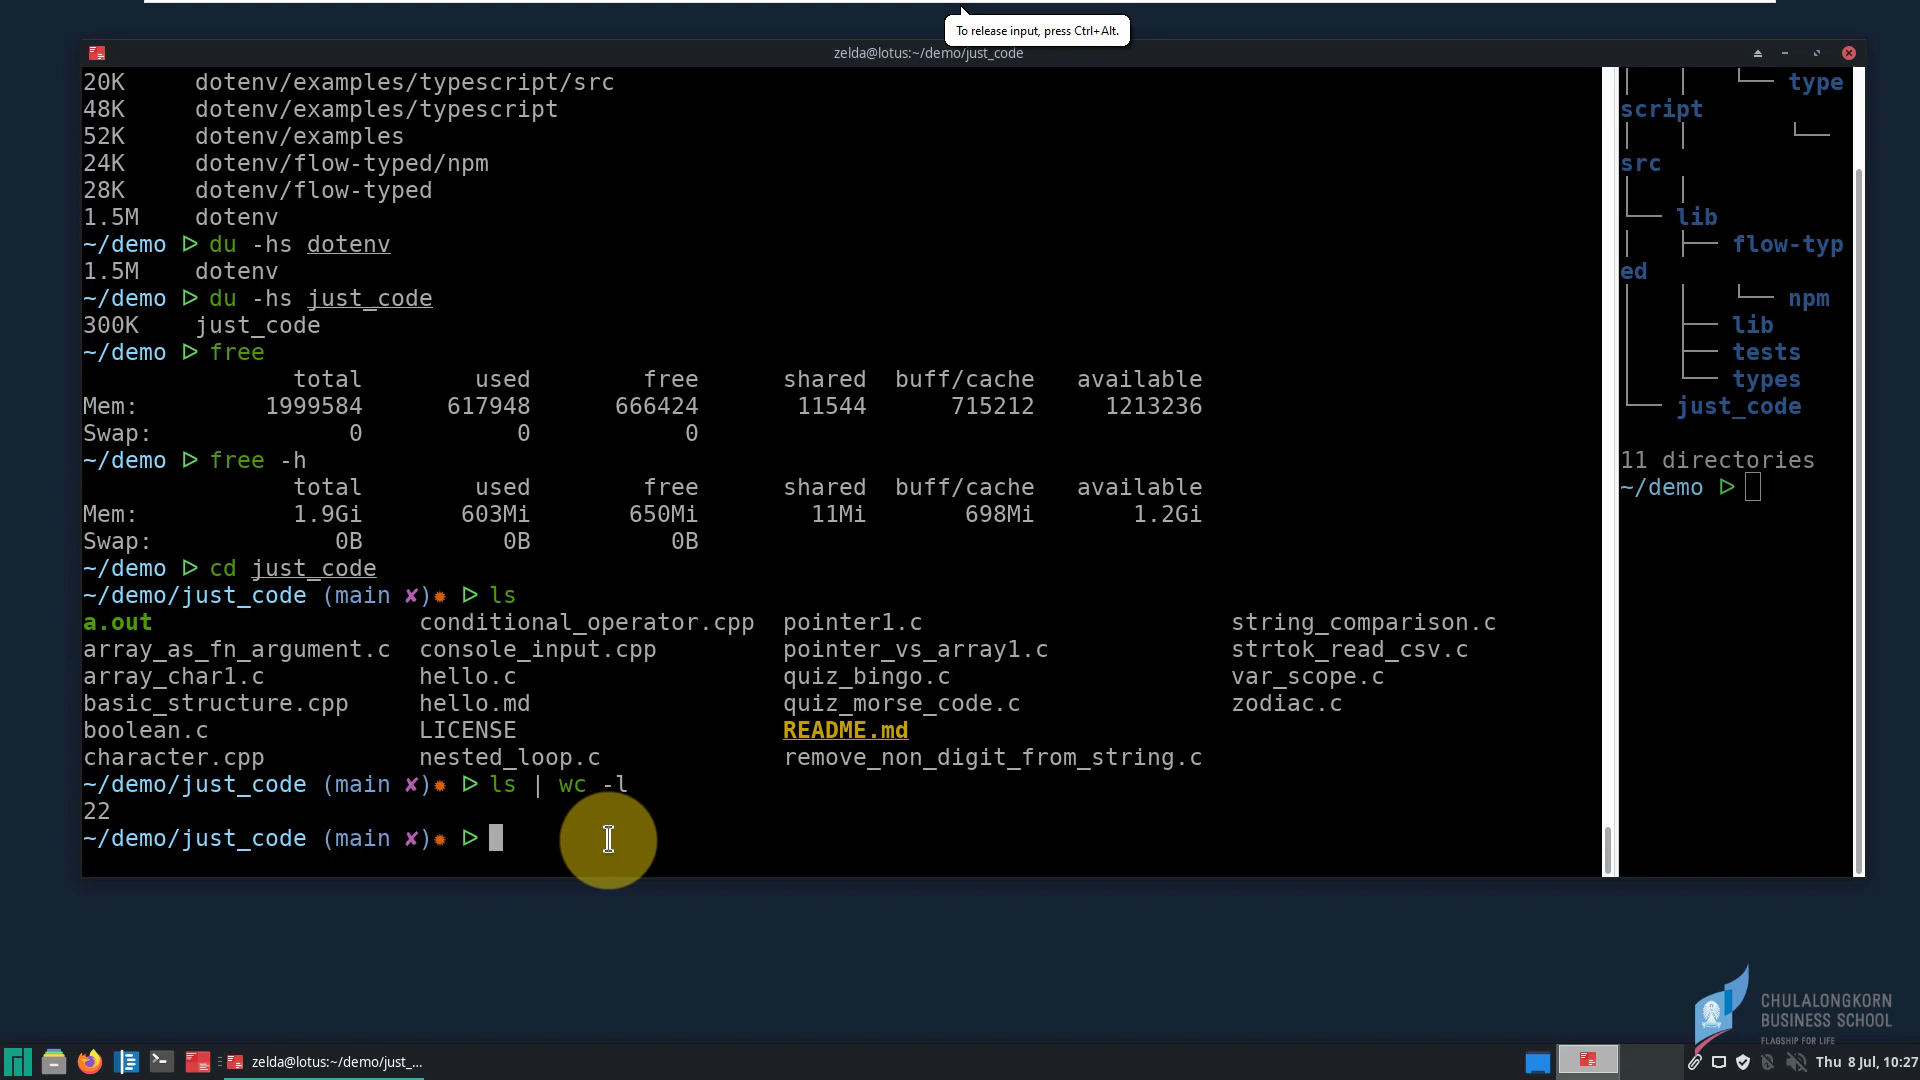 To release input, press Ctrl+Alt.
zelda@lotus:~/demo/just_code
20K     dotenv/examples/typescript/src
48K     dotenv/examples/typescript
52K     dotenv/examples
24K     dotenv/flow-typed/npm
28K     dotenv/flow-typed
1.5M    dotenv
~/demo ▷ du -hs dotenv
1.5M    dotenv
~/demo ▷ du -hs just_code
300K    just_code
~/demo ▷ free
total        used        free      shared  buff/cache   available
Mem:         1999584      617948      666424       11544      715212     1213236
Swap:              0           0           0
~/demo ▷ free -h
total        used        free      shared  buff/cache   available
Mem:           1.9Gi       603Mi       650Mi        11Mi       698Mi       1.2Gi
Swap:             0B          0B          0B
~/demo ▷ cd just_code
~/demo/just_code (main ✘)✹ ▷ ls
a.out                   conditional_operator.cpp  pointer1.c                      string_comparison.c
array_as_fn_argument.c  console_input.cpp         pointer_vs_array1.c             strtok_read_csv.c
array_char1.c           hello.c                   quiz_bingo.c                    var_scope.c
basic_structure.cpp     hello.md                  quiz_morse_code.c               zodiac.c
boolean.c               LICENSE                   README.md
character.cpp           nested_loop.c             remove_non_digit_from_string.c
~/demo/just_code (main ✘)✹ ▷ ls | wc -l
22
~/demo/just_code (main ✘)✹ ▷
│   │   └── type
script
│   │       └──
src
│   │
└── lib
│   ├── flow-typ
ed
│   │   └── npm
│   ├── lib
│   ├── tests
│   └── types
└── just_code
11 directories
~/demo ▷
CHULALONGKORN
BUSINESS SCHOOL
FLAGSHIP FOR LIFE
zelda@lotus:~/demo/just_...
Thu 8 Jul, 10:27